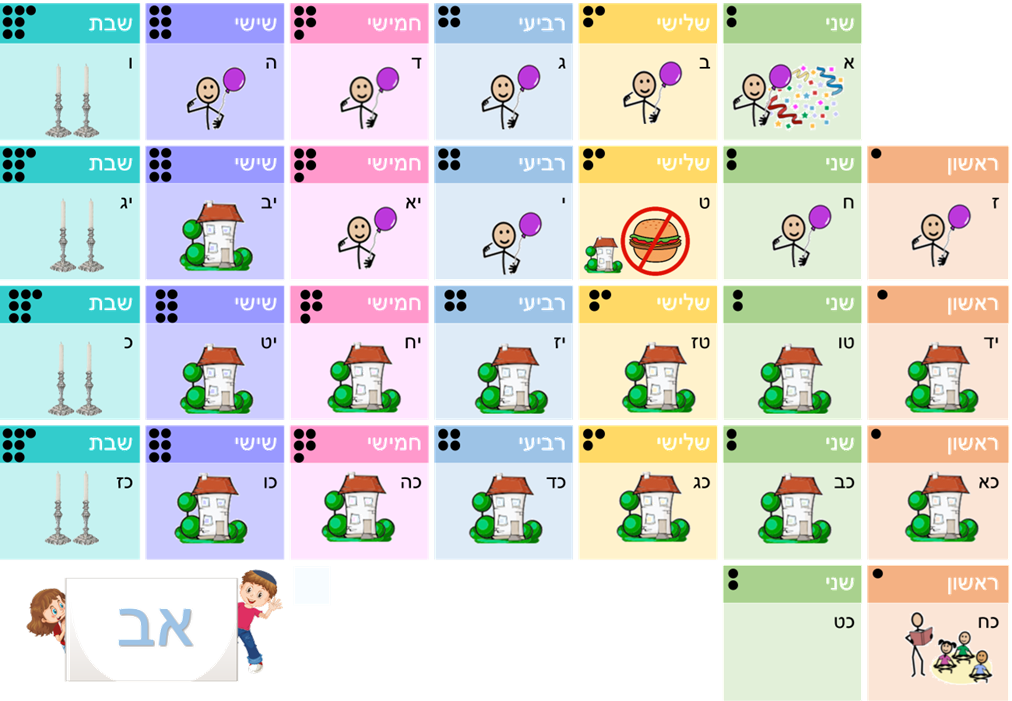 שני שלישי רביעי חמישי שישי שבת
א ב ג ד ה ו
ראשון שני שלישי רביעי חמישי שישי שבת
ז ח ט י יא יב יג
ראשון שני שלישי רביעי חמישי שישי שבת
יד טו טז יז יח יט כ
ראשון שני שלישי רביעי חמישי שישי שבת
כא כב כג כד כה כו כז
ראשון שני
כח כט
אב